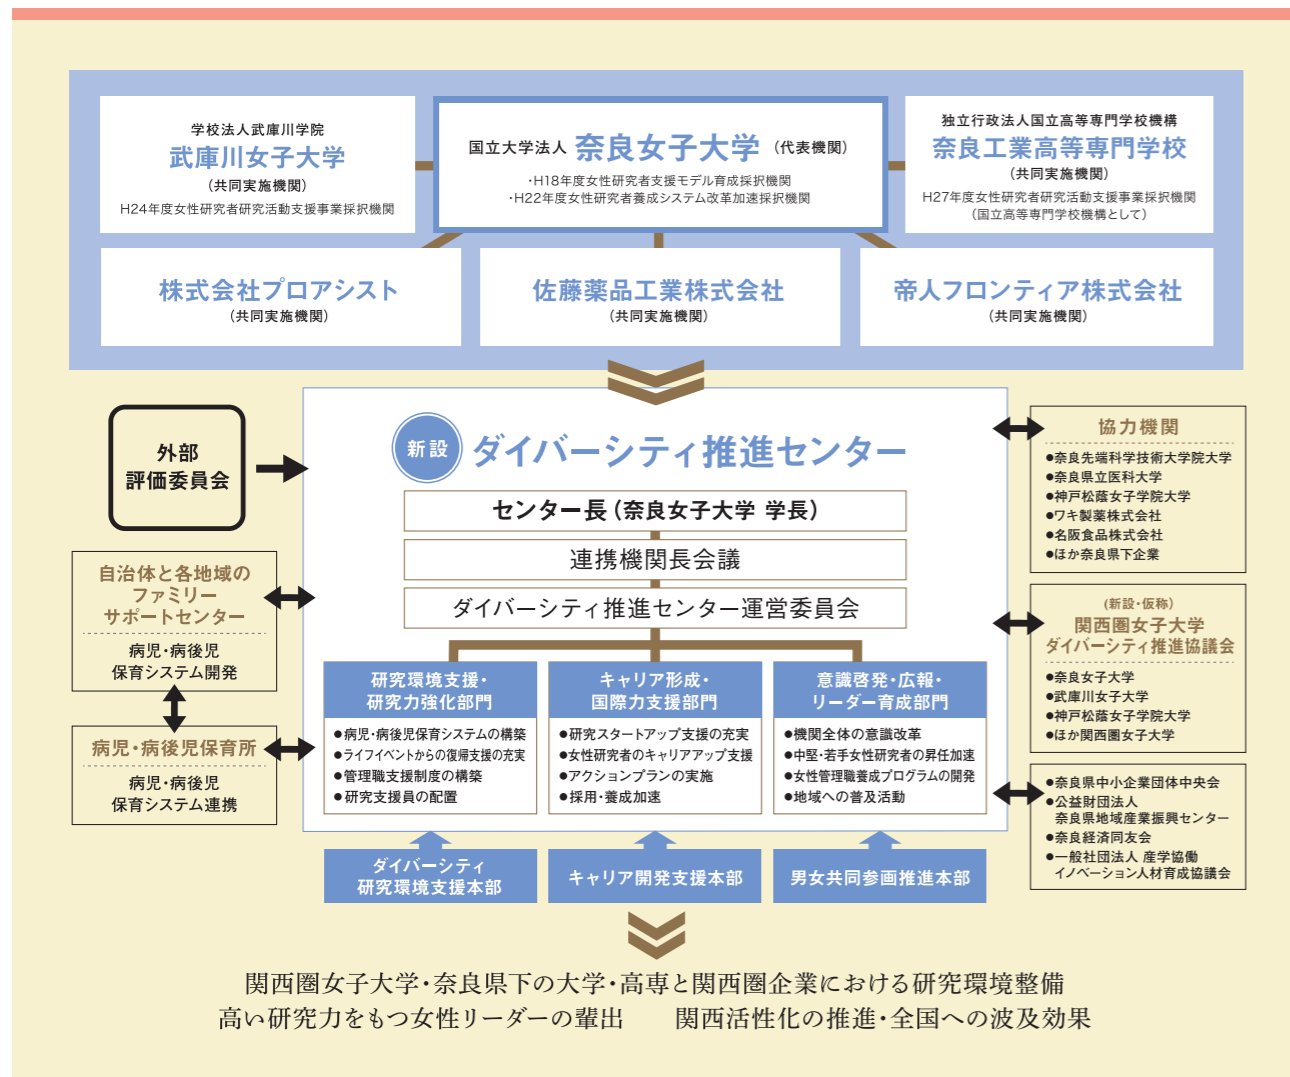 学校法人武庫川学院
武庫川女子大学
（共同実施機関）
H24年度女性研究者研究活動支援事業採択機関
国立大学法人 奈良女子大学（代表機関）
・H18年度女性研究者支援モデル育成採択機関
・H22年度女性研究者養成システム改革加速採択機関
独立行政法人国立高等専門学校機構
奈良工業高等専門学校
（共同実施機関）
H27年度女性研究者研究活動支援事業採択機関
（国立高等専門学校機構として）
株式会社プロアシスト
（共同実施機関）
佐藤薬品工業株式会社
（共同実施機関）
帝人フロンティア株式会社
（共同実施機関）
外部
評価委員会
自治体と各地域の
ファミリー
サポートセンター
病児・病後児
保育システム開発
病児・病後児保育所
病児・病後児
保育システム連携
新設 ダイバーシティ推進センター
センター長（奈良女子大学 学長）
連携機関長会議
ダイバーシティ推進センター運営委員会
研究環境支援・
研究力強化部門
●病児・病後児保育システムの構築
●ライフイベントからの復帰支援の充実
●管理職支援制度の構築
●研究支援員の配置
キャリア形成・
国際力支援部門
●研究スタートアップ支援の充実
●女性研究者のキャリアアップ支援
●アクションプランの実施
●採用・養成加速
意識啓発・広報・
リーダー育成部門
●機関全体の意識改革
●中堅・若手女性研究者の昇任加速
●女性管理職養成プログラムの開発
●地域への普及活動
ダイバーシティ
研究環境支援本部
キャリア開発支援本部
男女共同参画推進本部
協力機関
●奈良先端科学技術大学院大学
●奈良県立医科大学
●神戸松蔭女子学院大学
●ワキ製薬株式会社
●名阪食品株式会社
●ほか奈良県下企業
（新設・仮称）
関西圏女子大学
ダイバーシティ推進協議会
●奈良女子大学
●武庫川女子大学
●神戸松蔭女子学院大学
●ほか関西圏女子大学
●奈良県中小企業団体中央会
●公益財団法人
奈良県地域産業振興センター
●奈良経済同友会
●一般社団法人 産学協働
イノベーション人材育成協議会
関西圏女子大学・奈良県下の大学・高専と関西圏企業における研究環境整備
高い研究力をもつ女性リーダーの輩出　　関西活性化の推進・全国への波及効果